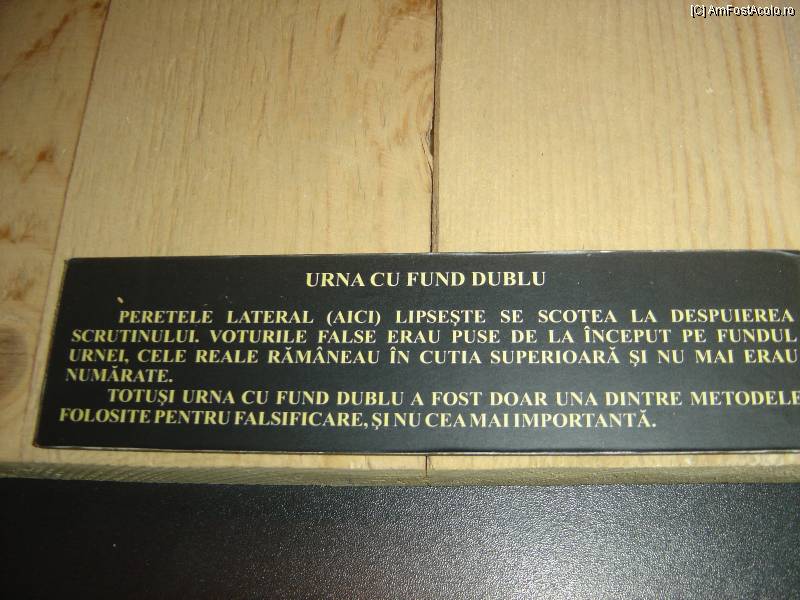 [C] AmFostAcolo.ro
URNA CU FUND DUBLU
PERETELE LATERAL (AICI) LIPSEȘTE SE SCOTEA LA DESPUIEREA
SCRUTINULUI. VOTURILE FALSE ERAU PUSE DE LA ÎNCEPUT PE FUNDUL
URNEI, CELE REALE RĂMÂNEAU ÎN CUTIA SUPERIOARĂ ȘI NU MAI ERAU
NUMĂRATE.
TOTUȘI URNA CU FUND DUBLU A FOST DOAR UNA DINTRE METODELE
FOLOSITE PENTRU FALSIFICARE, ȘI NU CEA MAI IMPORTANTĂ.